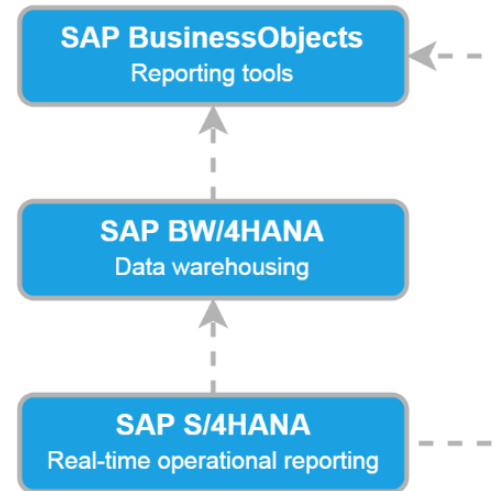 SAP BusinessObjects
Reporting tools
SAP BW/4HANA
Data warehousing
SAP S/4HANA
Real-time operational reporting